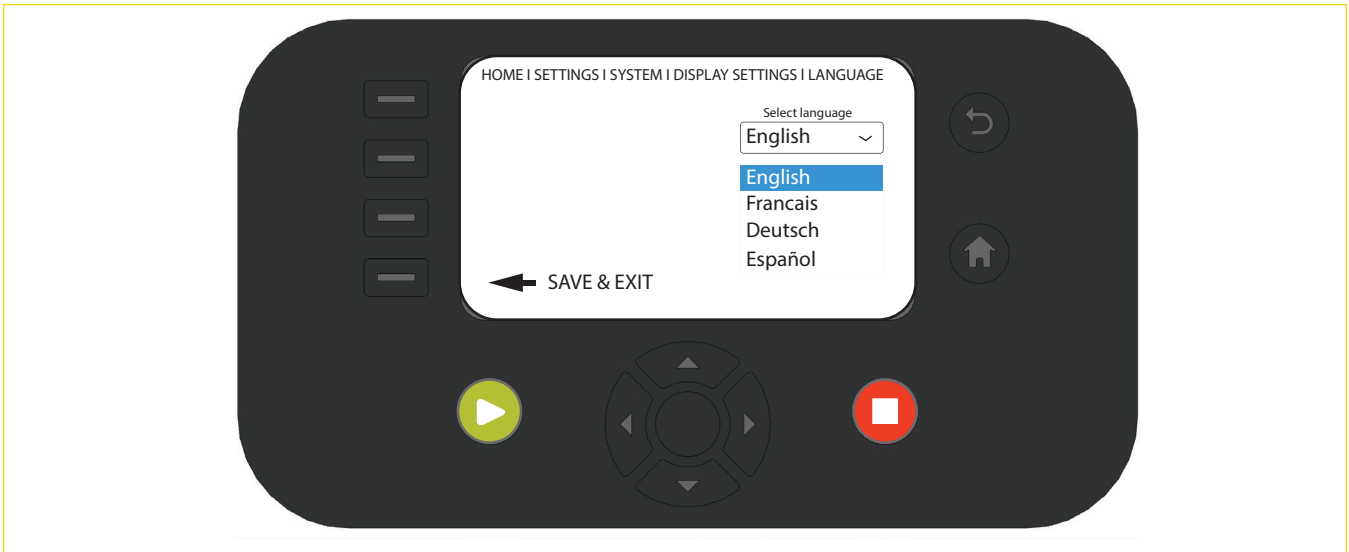 HOME I SETTINGS I SYSTEM I DISPLAY SETTINGS I LANGUAGE
Select language
English
English
Francais
Deutsch
Español
SAVE & EXIT